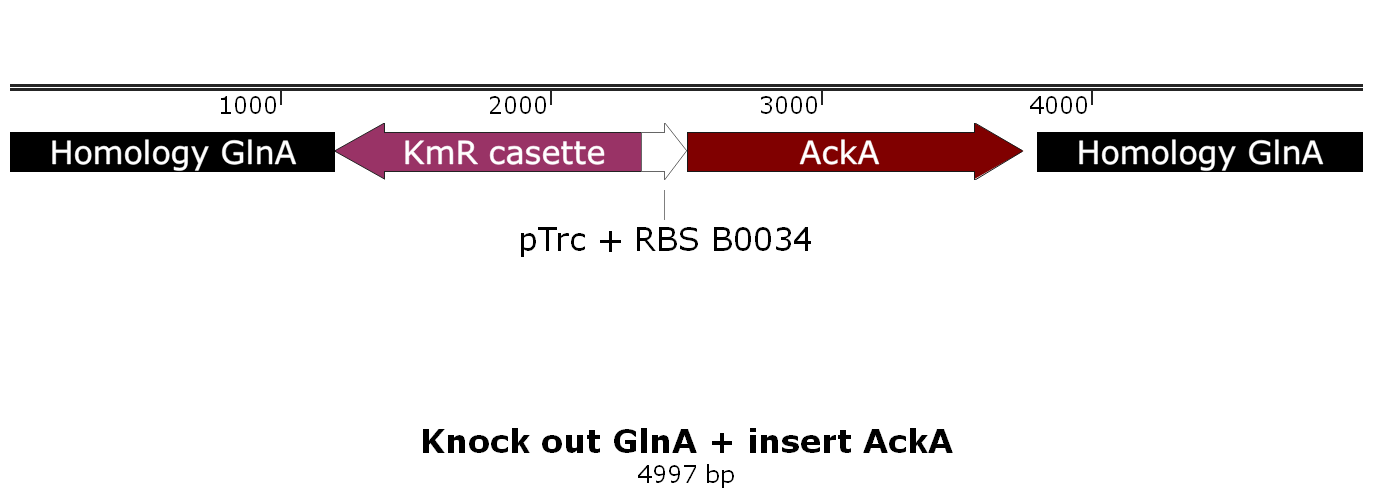 1000 2000 3000 4000
Homology GlnA KmR casette AckA Homology GlnA
pTrc + RBS B0034
Knock out GlnA + insert AckA
4997 bp